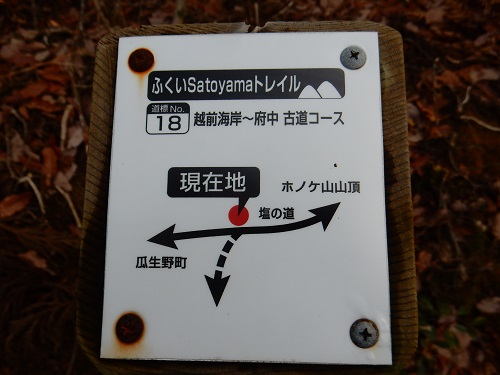 ふくいSatoyamaトレイル
道標No.
18
越前海岸～府中 古道コース
現在地
ホノケ山山頂
塩の道
瓜生野町